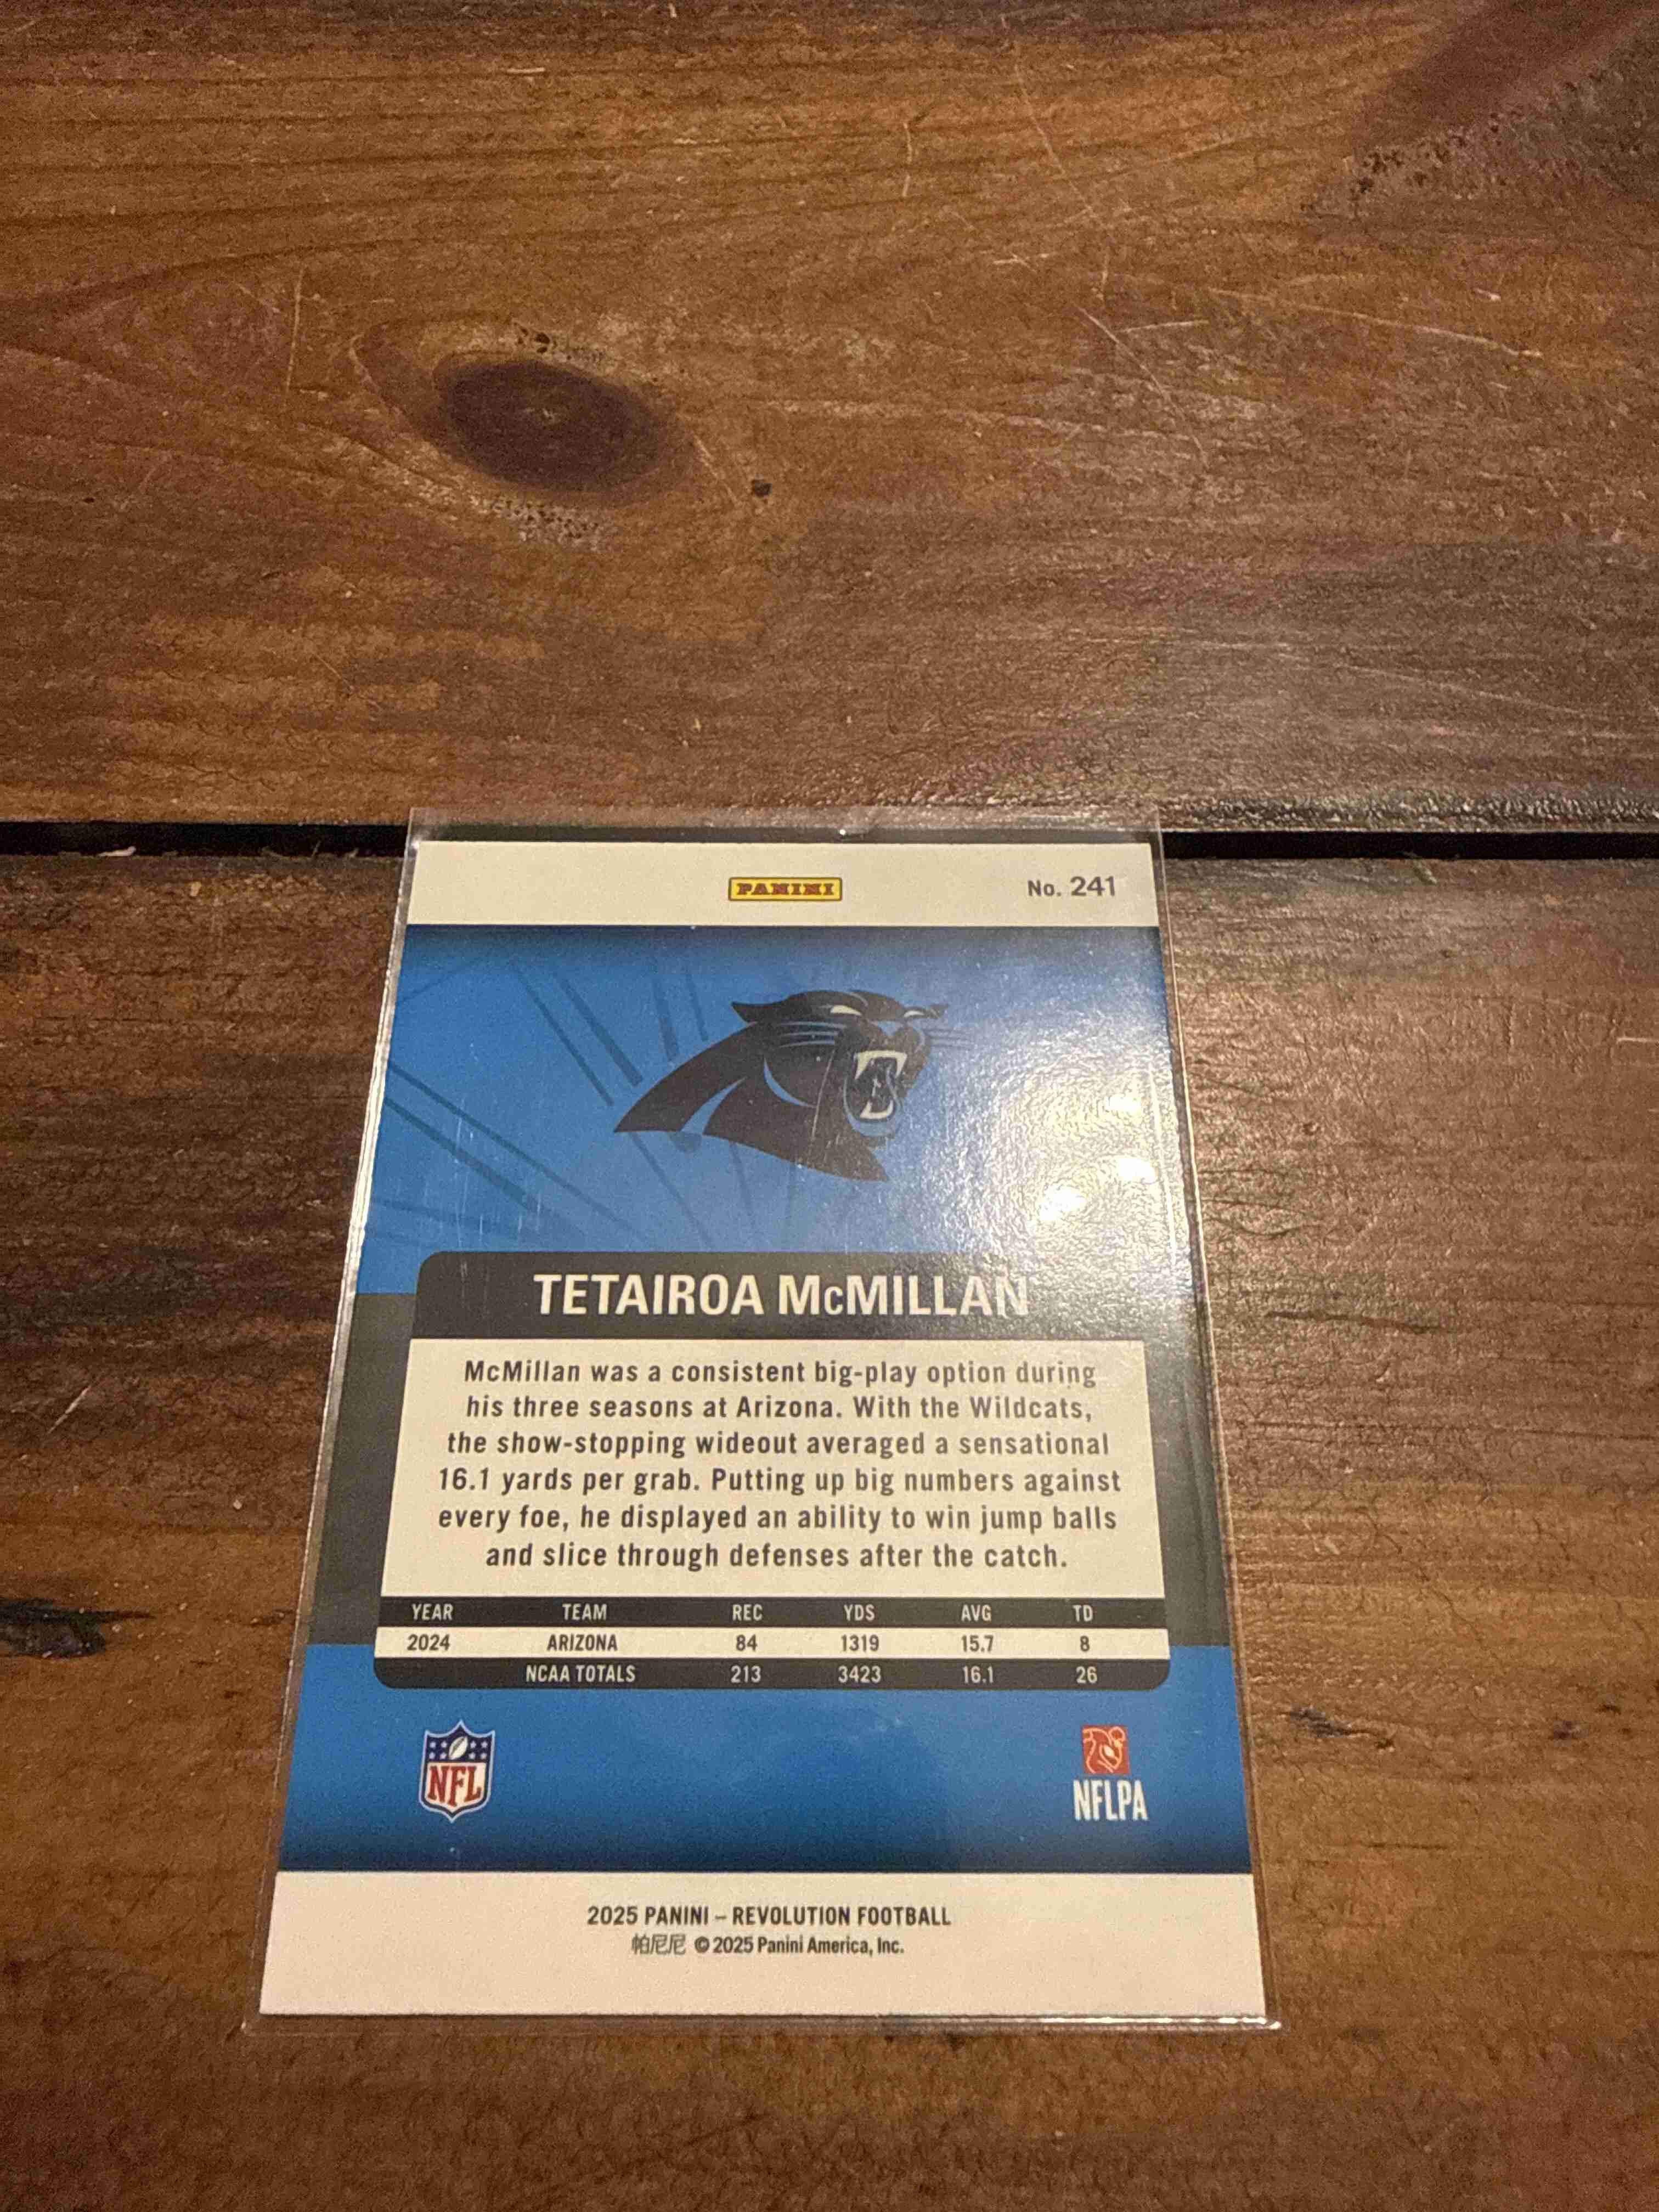 PANINI
No. 241
TETAIROA McMILLAN
McMillan was a consistent big-play option during
his three seasons at Arizona. With the Wildcats,
the show-stopping wideout averaged a sensational
16.1 yards per grab. Putting up big numbers against
every foe, he displayed an ability to win jump balls
and slice through defenses after the catch.
YEAR TEAM REC YDS AVG TD
2024 ARIZONA 84 1319 15.7 8
NCAA TOTALS 213 3423 16.1 26
NFL
NFLPA
2025 PANINI – REVOLUTION FOOTBALL
帕尼尼 © 2025 Panini America, Inc.